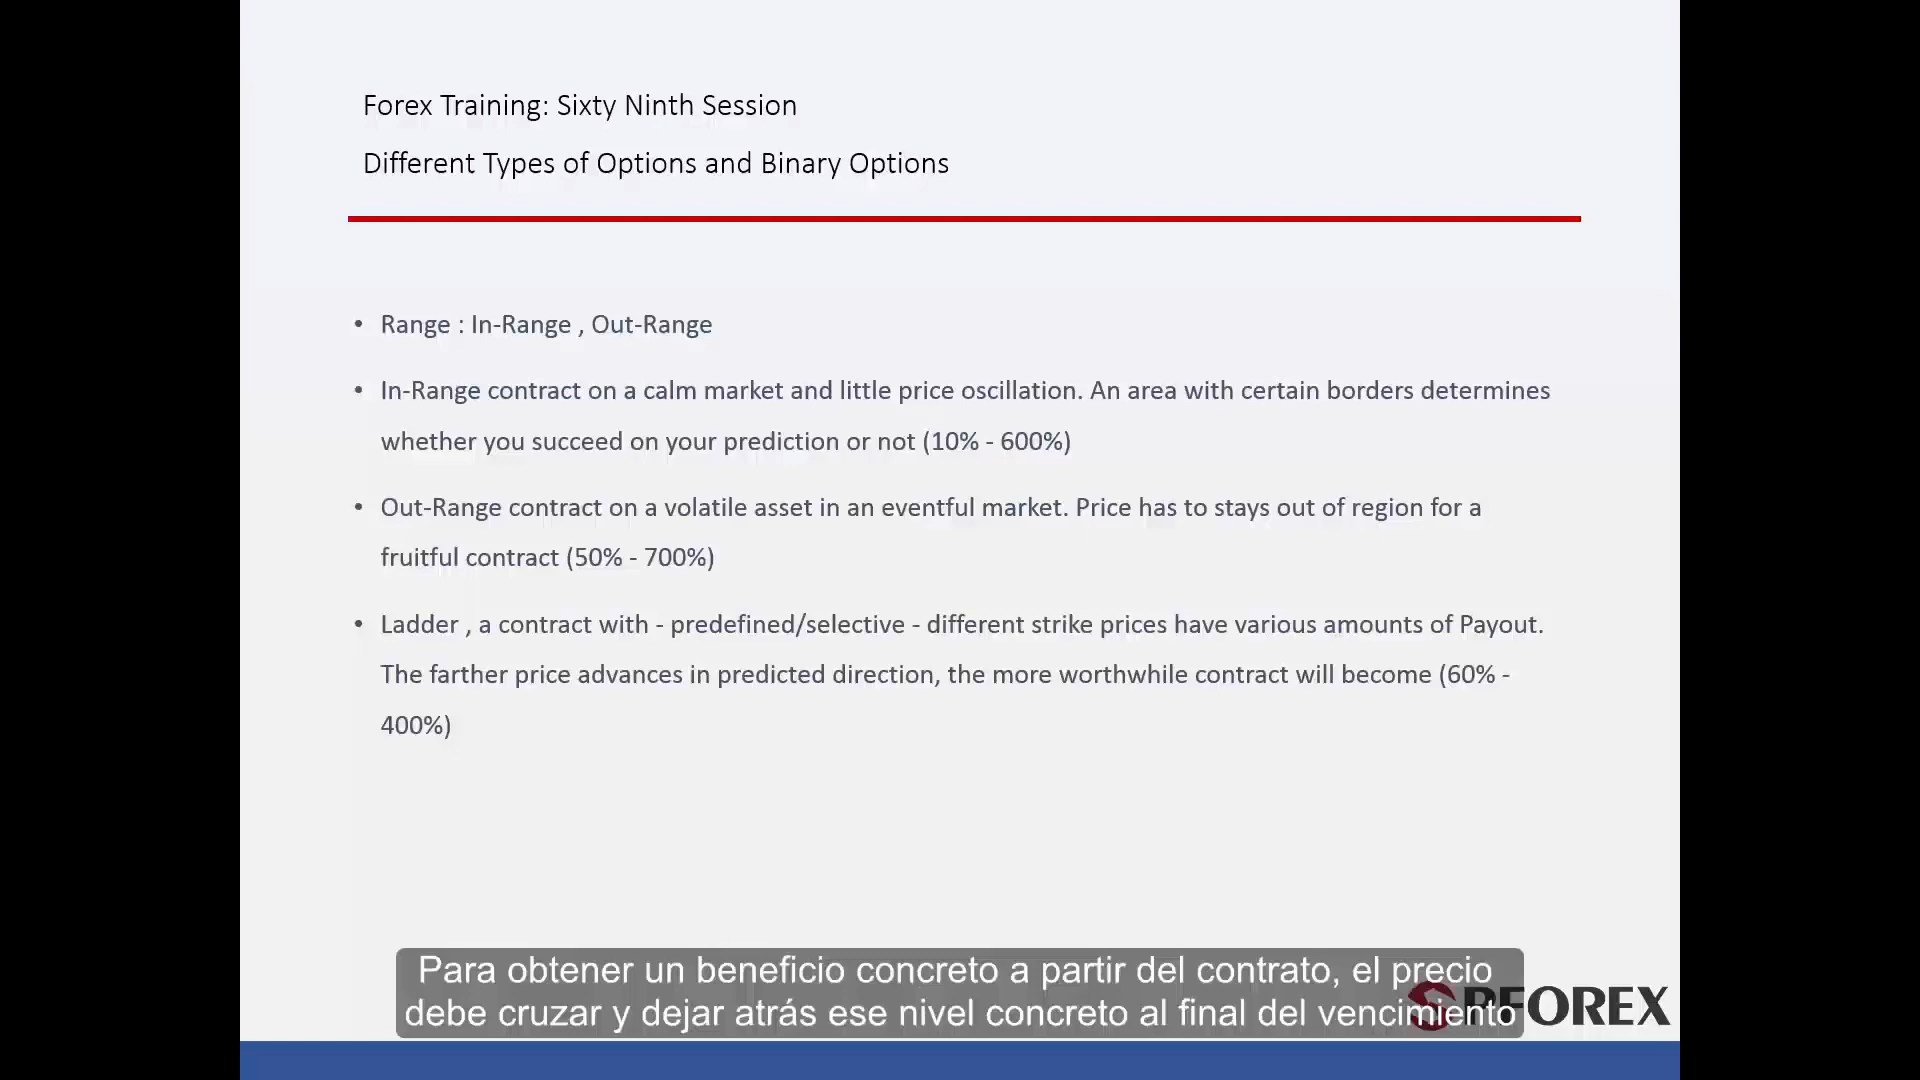 Forex Training: Sixty Ninth Session
Different Types of Options and Binary Options
• Range : In-Range , Out-Range
• In-Range contract on a calm market and little price oscillation. An area with certain borders determines
whether you succeed on your prediction or not (10% - 600%)
• Out-Range contract on a volatile asset in an eventful market. Price has to stays out of region for a
fruitful contract (50% - 700%)
• Ladder , a contract with - predefined/selective - different strike prices have various amounts of Payout.
The farther price advances in predicted direction, the more worthwhile contract will become (60% -
400%)
Para obtener un beneficio concreto a partir del contrato, el precio
debe cruzar y dejar atrás ese nivel concreto al final del vencimiento